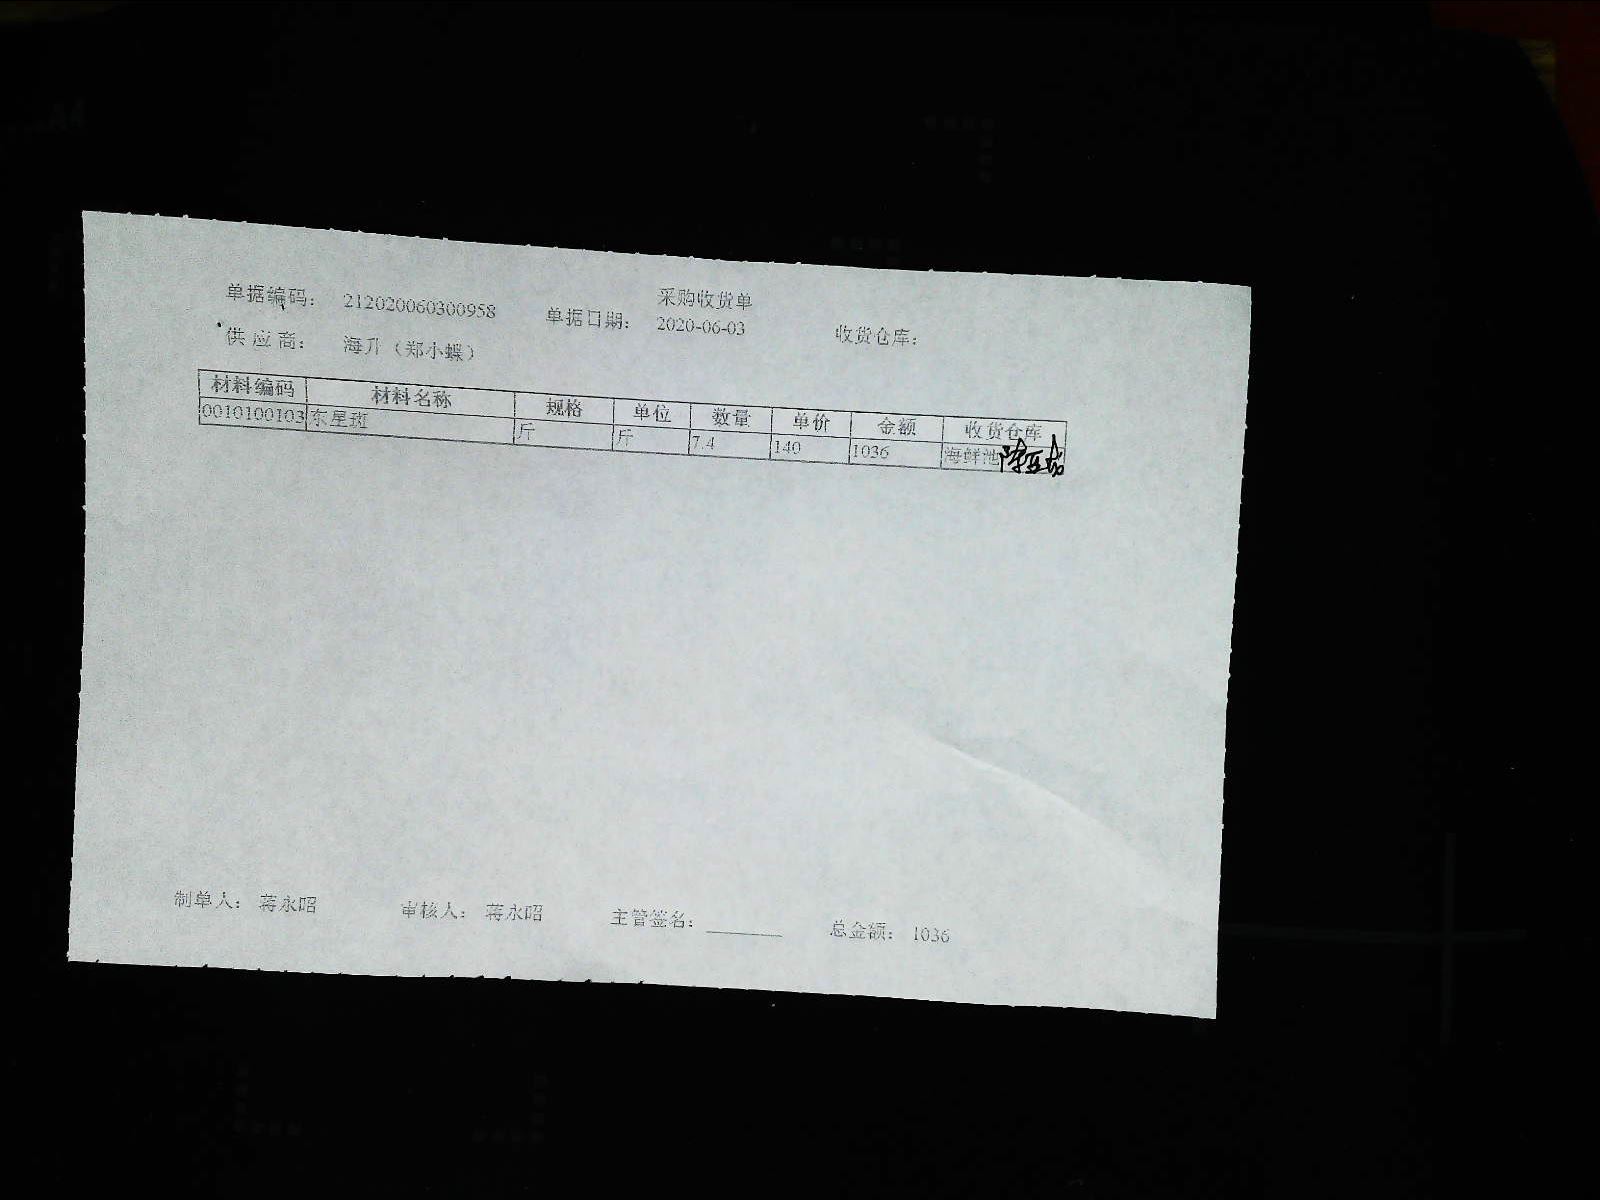 采购收货单
单据编码： 212020060300958 单据日期： 2020-06-03 收货仓库：
供 应 商： 海升（郑小蝶）
材料编码 材料名称 规格 单位 数量 单价 金额 收货仓库
0010100103 东星斑 斤 斤 7.4 140 1036 海鲜池
制单人： 蒋永昭 审核人： 蒋永昭 主管签名： 总金额： 1036